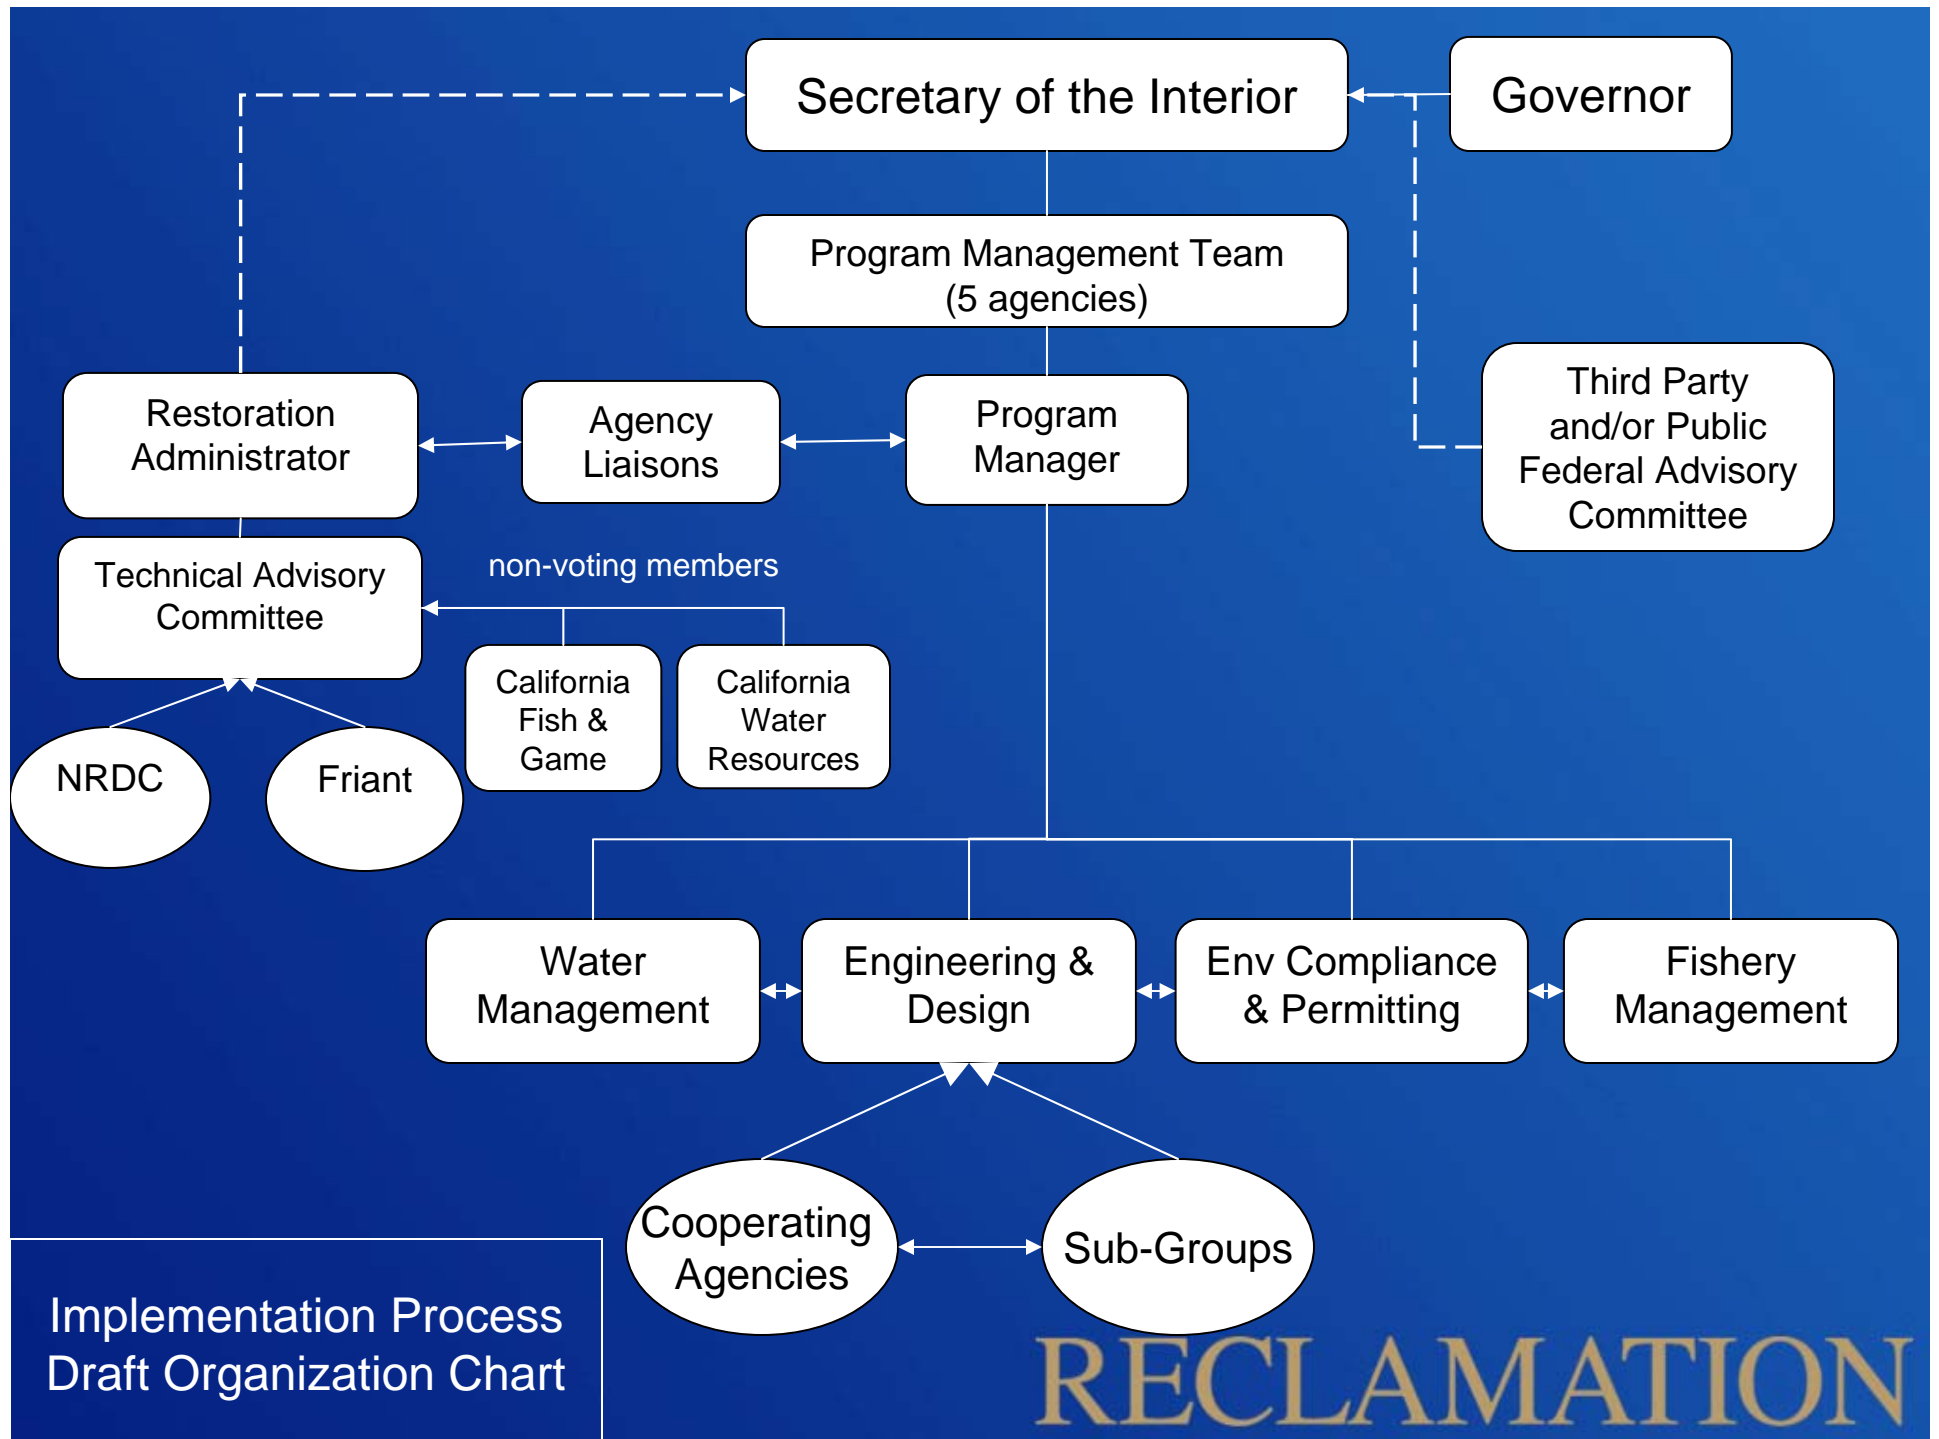 Secretary of the Interior
Governor
Program Management Team
(5 agencies)
Restoration
Administrator
Agency
Liaisons
Program
Manager
Third Party
and/or Public
Federal Advisory
Committee
Technical Advisory
Committee
non-voting members
California
Fish &
Game
California
Water
Resources
NRDC
Friant
Water
Management
Engineering &
Design
Env Compliance
& Permitting
Fishery
Management
Cooperating
Agencies
Sub-Groups
Implementation Process
Draft Organization Chart
RECLAMATION